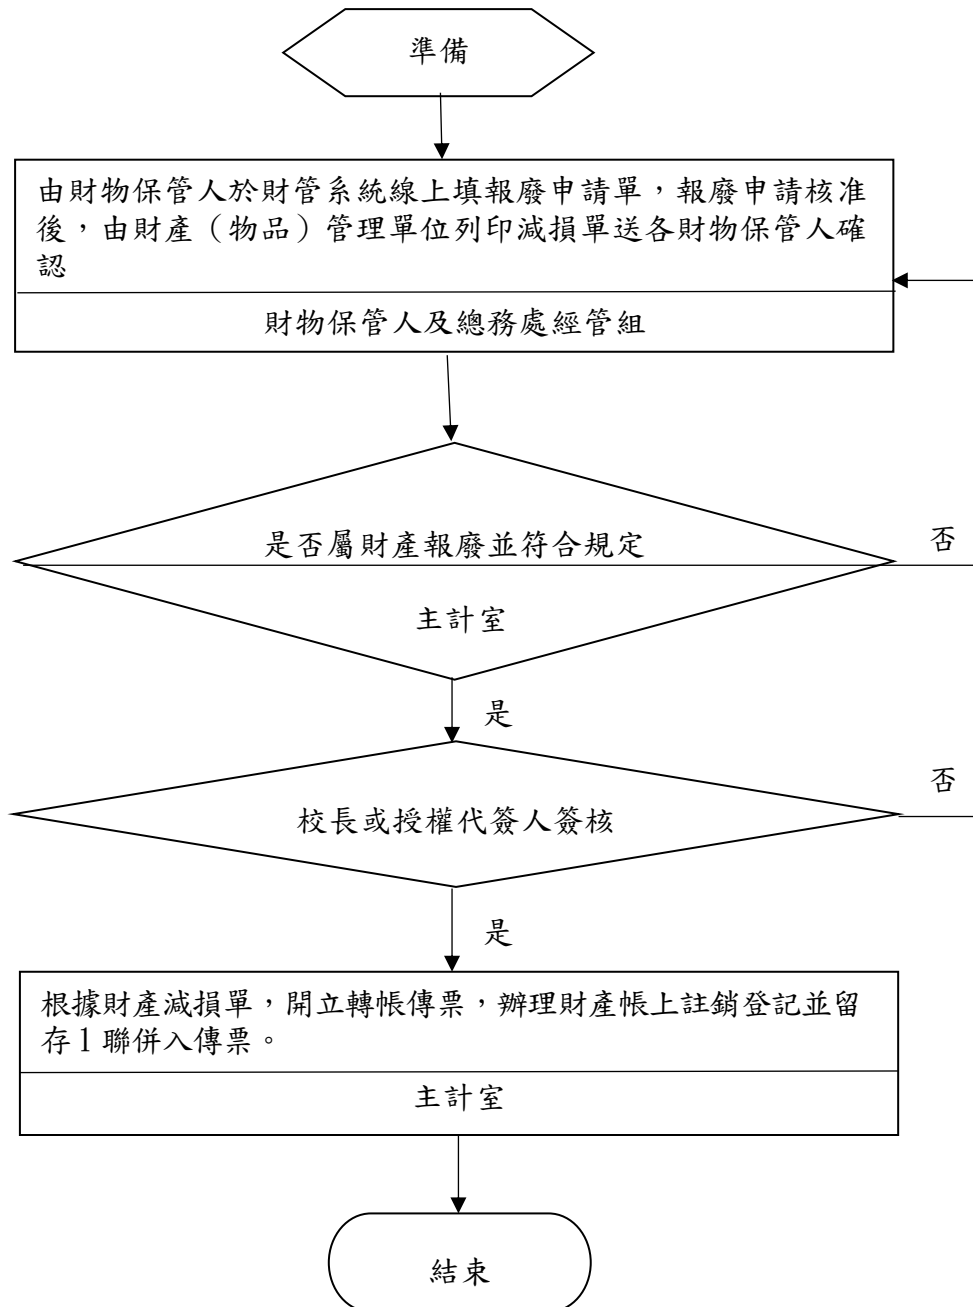 準備
由財物保管人於財管系統線上填報廢申請單，報廢申請核准
後，由財產（物品）管理單位列印減損單送各財物保管人確
認
財物保管人及總務處經管組
是否屬財產報廢並符合規定
否
主計室
是
否
校長或授權代簽人簽核
是
根據財產減損單，開立轉帳傳票，辦理財產帳上註銷登記並留
存1聯併入傳票。
主計室
結束